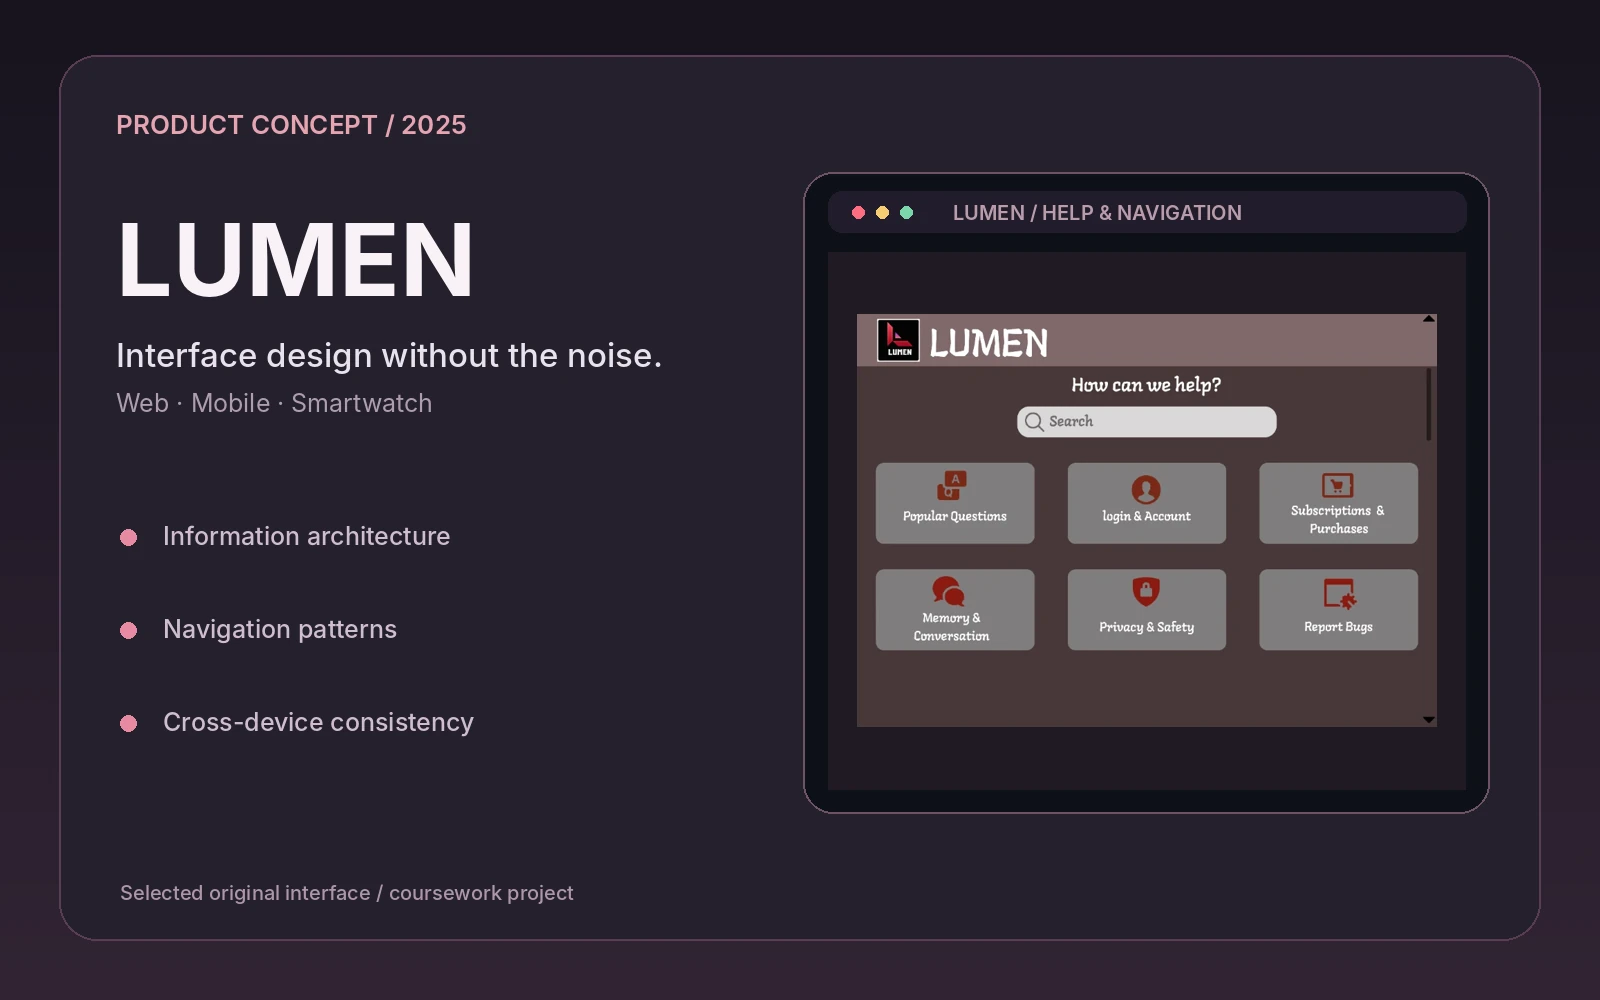 PRODUCT CONCEPT / 2025
LUMEN
Interface design without the noise.
Web · Mobile · Smartwatch
Information architecture
Navigation patterns
Cross-device consistency
Selected original interface / coursework project
LUMEN / HELP & NAVIGATION
LUMEN
LUMEN
How can we help?
Search
A
Q
Popular Questions
login & Account
Subscriptions &
Purchases
Memory &
Conversation
Privacy & Safety
Report Bugs